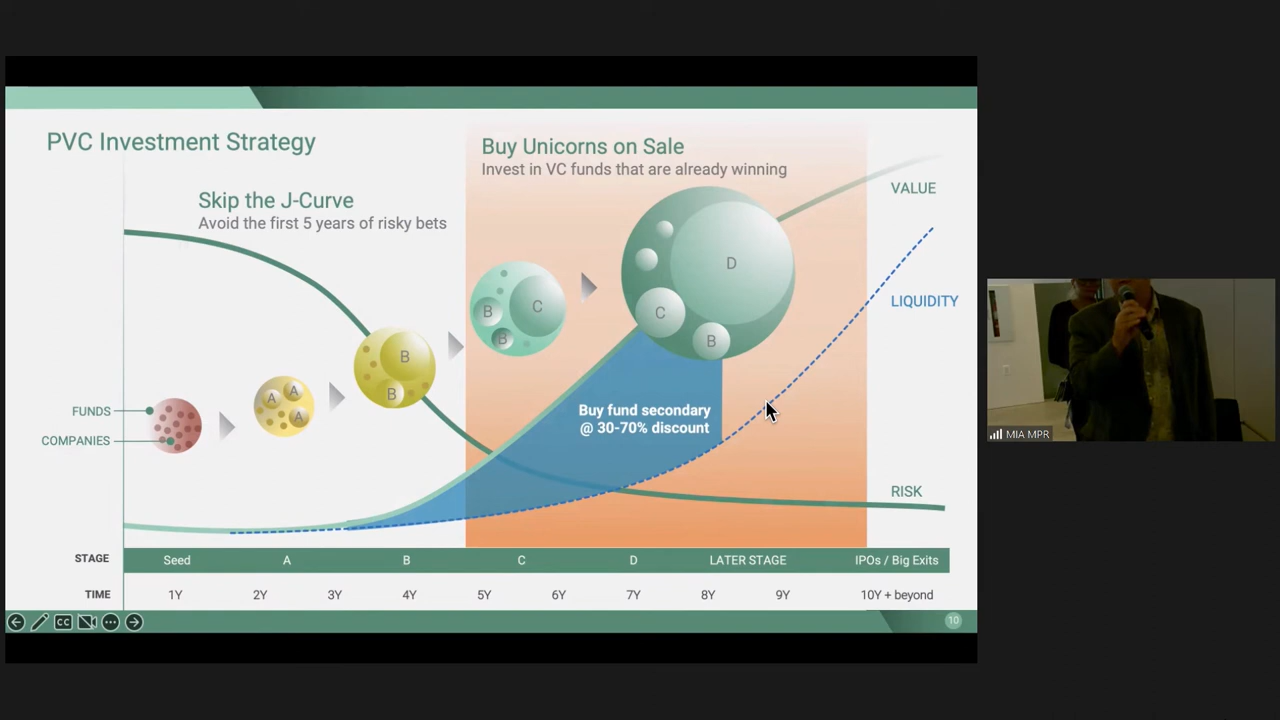 PVC Investment Strategy
Buy Unicorns on Sale
Invest in VC funds that are already winning
Skip the J-Curve
Avoid the first 5 years of risky bets
VALUE
LIQUIDITY
RISK
D
C
B
B
C
B
B
B
A
A
A
FUNDS
COMPANIES
Buy fund secondary
@ 30-70% discount
STAGE Seed A B C D LATER STAGE IPOs / Big Exits
TIME 1Y 2Y 3Y 4Y 5Y 6Y 7Y 8Y 9Y 10Y + beyond
CC
10
MIA MPR